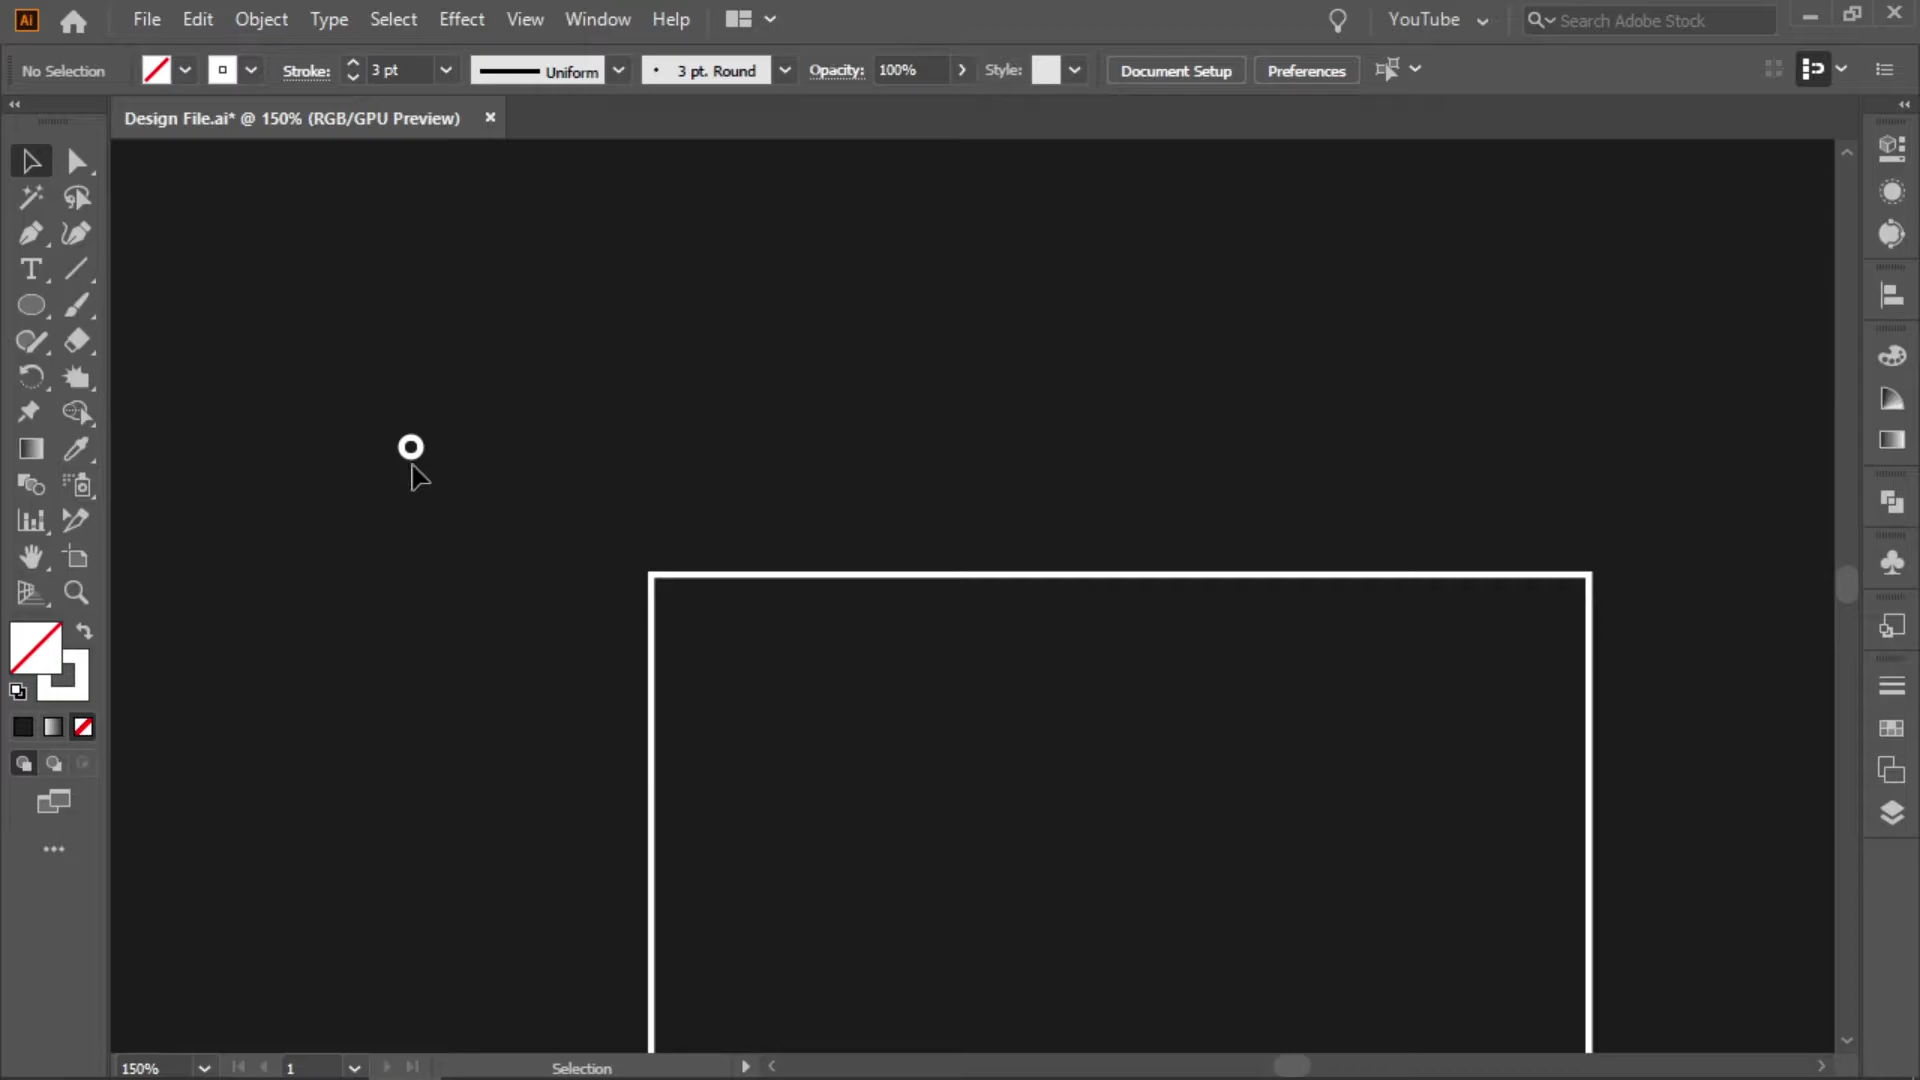 Ai File Edit Object Type Select Effect View Window Help YouTube Search Adobe Stock
No Selection Stroke: 3 pt Uniform 3 pt. Round Opacity: 100% Style: Document Setup Preferences
Design File.ai* @ 150% (RGB/GPU Preview)
150% 1 Selection